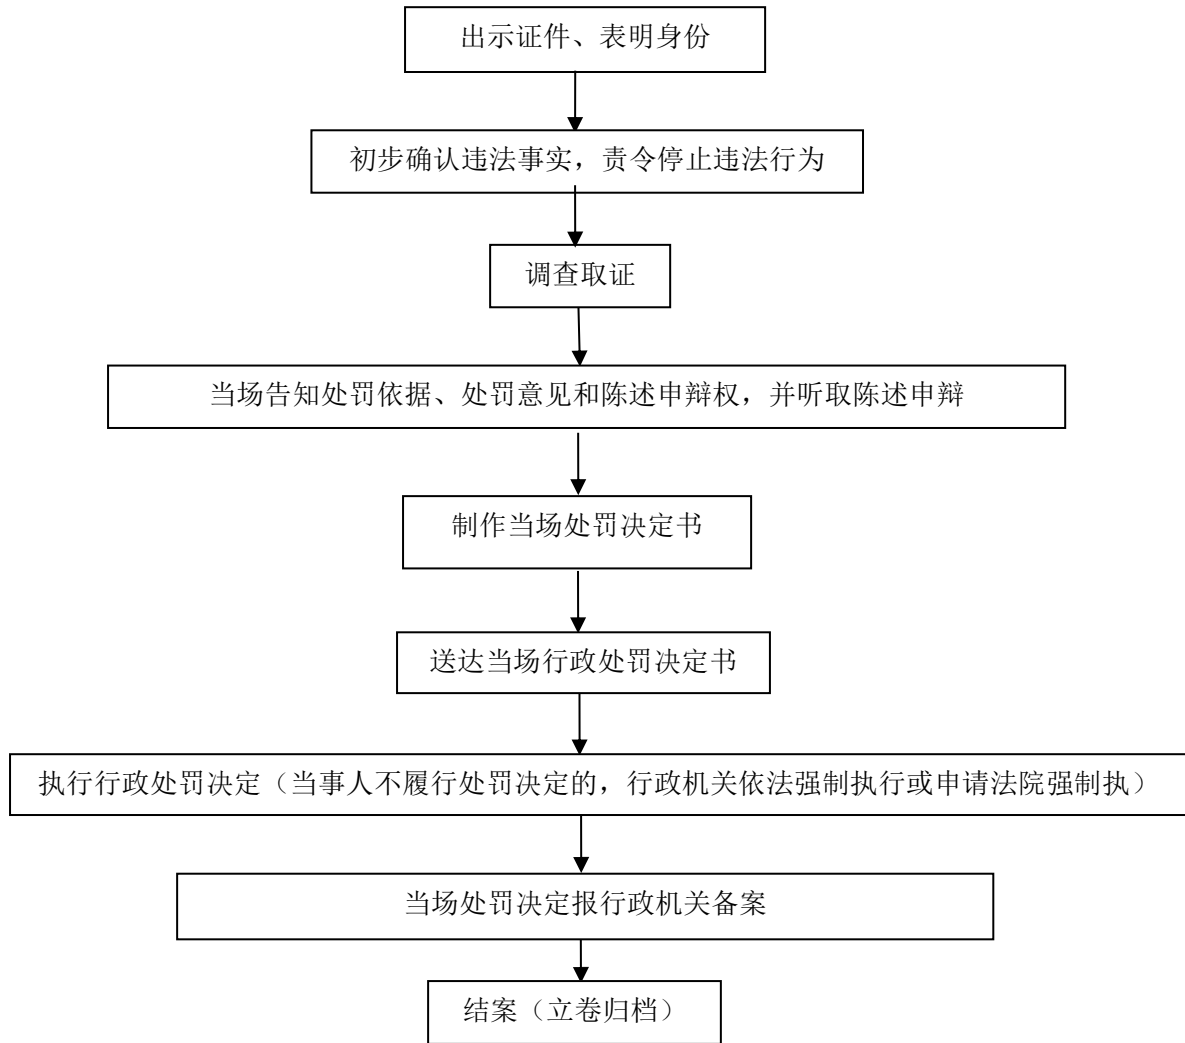 出示证件、表明身份
初步确认违法事实，责令停止违法行为
调查取证
当场告知处罚依据、处罚意见和陈述申辩权，并听取陈述申辩
制作当场处罚决定书
送达当场行政处罚决定书
执行行政处罚决定（当事人不履行处罚决定的，行政机关依法强制执行或申请法院强制执）
当场处罚决定报行政机关备案
结案（立卷归档）